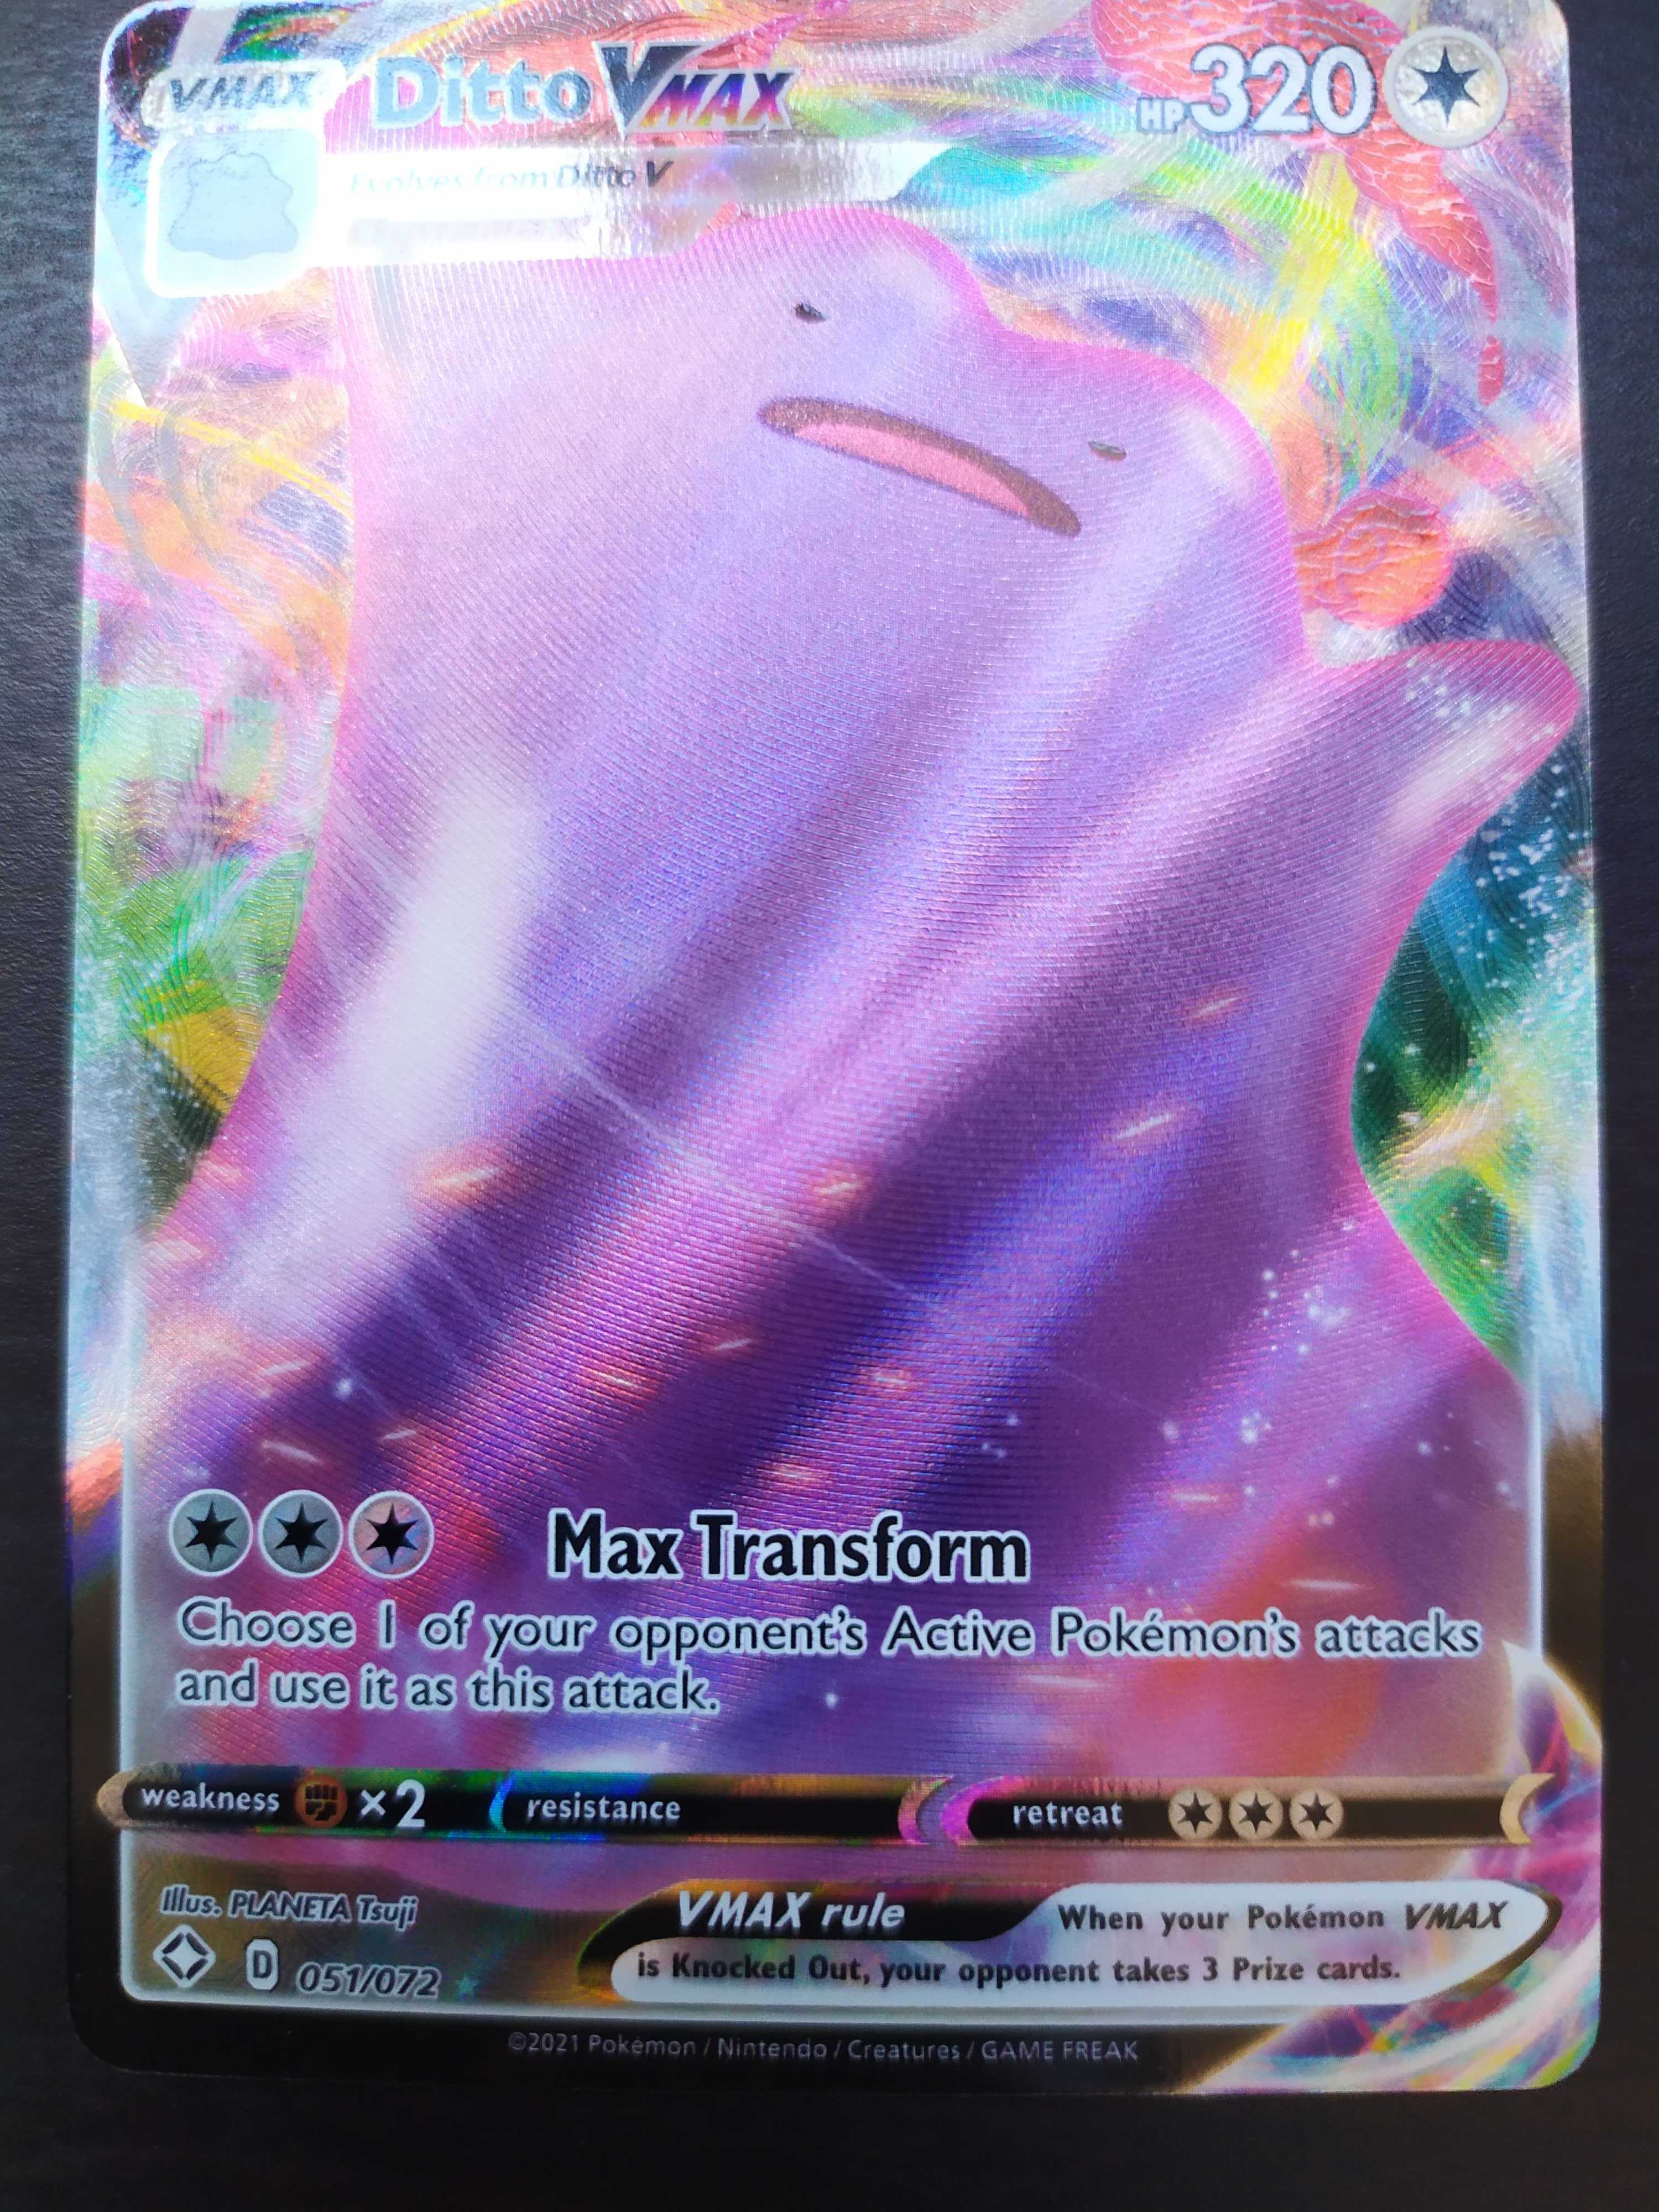 VMAX Ditto VMAX HP 320
Evolves from Ditto V
Max Transform
Choose 1 of your opponent's Active Pokémon's attacks
and use it as this attack.
weakness ×2 resistance retreat
Illus. PLANETA Tsuji
D 051/072
VMAX rule When your Pokémon VMAX
is Knocked Out, your opponent takes 3 Prize cards.
©2021 Pokémon / Nintendo / Creatures / GAME FREAK